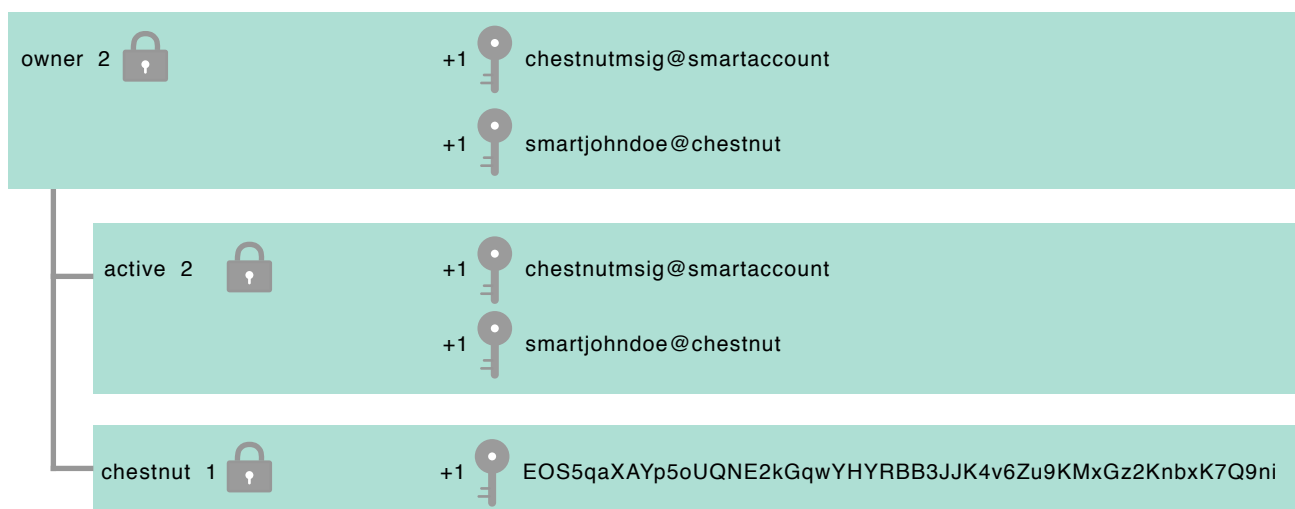 owner 2 +1 chestnutmsig@smartaccount
+1 smartjohndoe@chestnut
active 2 +1 chestnutmsig@smartaccount
+1 smartjohndoe@chestnut
chestnut 1 +1 EOS5qaXAYp5oUQNE2kGqwYHYRBB3JJK4v6Zu9KMxGz2KnbxK7Q9ni